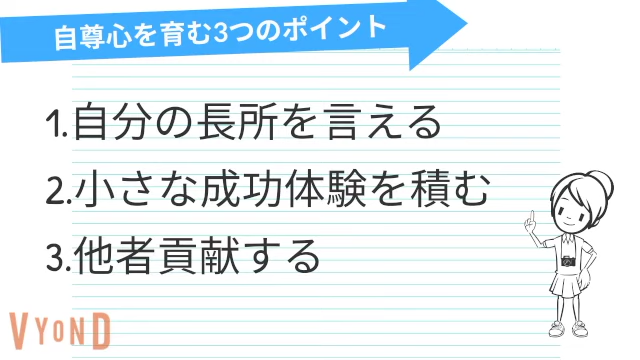 自尊心を育む3つのポイント
1.自分の長所を言える
2.小さな成功体験を積む
3.他者貢献する
VYOND